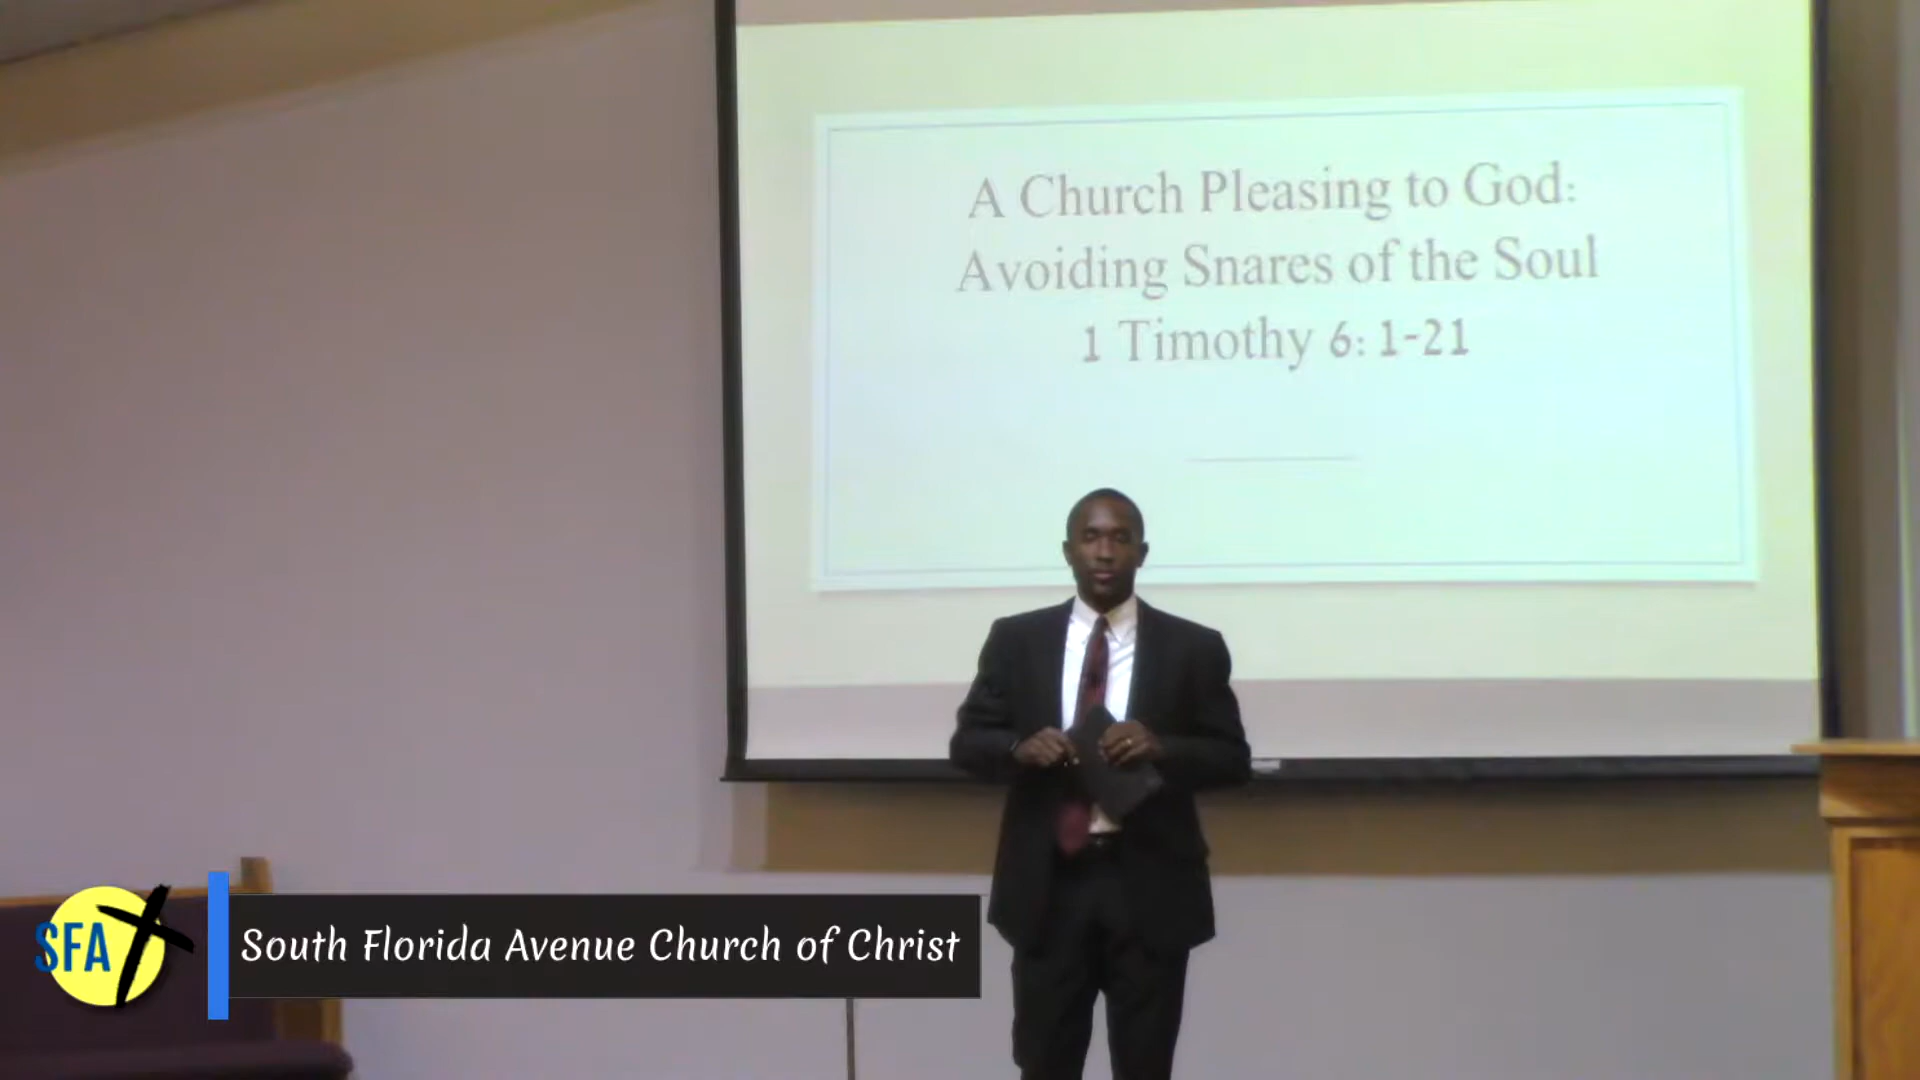 A Church Pleasing to God:
Avoiding Snares of the Soul
1 Timothy 6: 1-21
SFA
South Florida Avenue Church of Christ